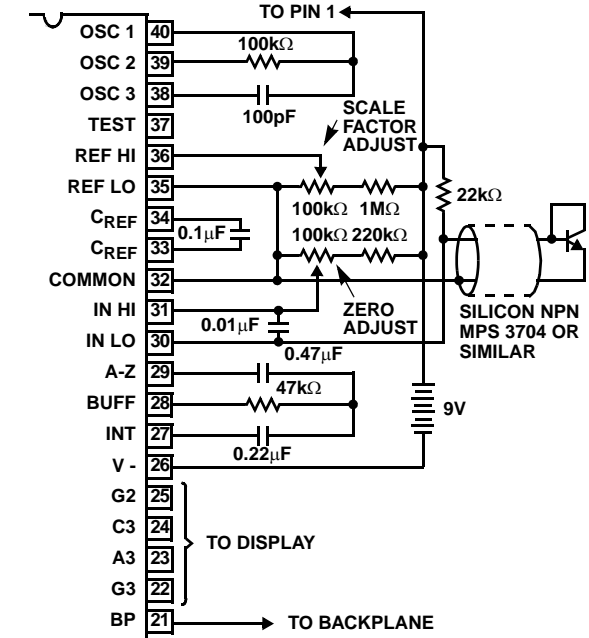 TO PIN 1
OSC 1 40
100kΩ
OSC 2 39
OSC 3 38
100pF
TEST 37
SCALE
FACTOR
ADJUST
REF HI 36
REF LO 35
100kΩ 1MΩ
22kΩ
CREF 34
0.1μF
CREF 33
100kΩ 220kΩ
COMMON 32
IN HI 31
0.01μF
ZERO
ADJUST
SILICON NPN
MPS 3704 OR
SIMILAR
IN LO 30
0.47μF
A-Z 29
47kΩ
BUFF 28
9V
INT 27
0.22μF
V - 26
G2 25
C3 24
TO DISPLAY
A3 23
G3 22
BP 21
TO BACKPLANE